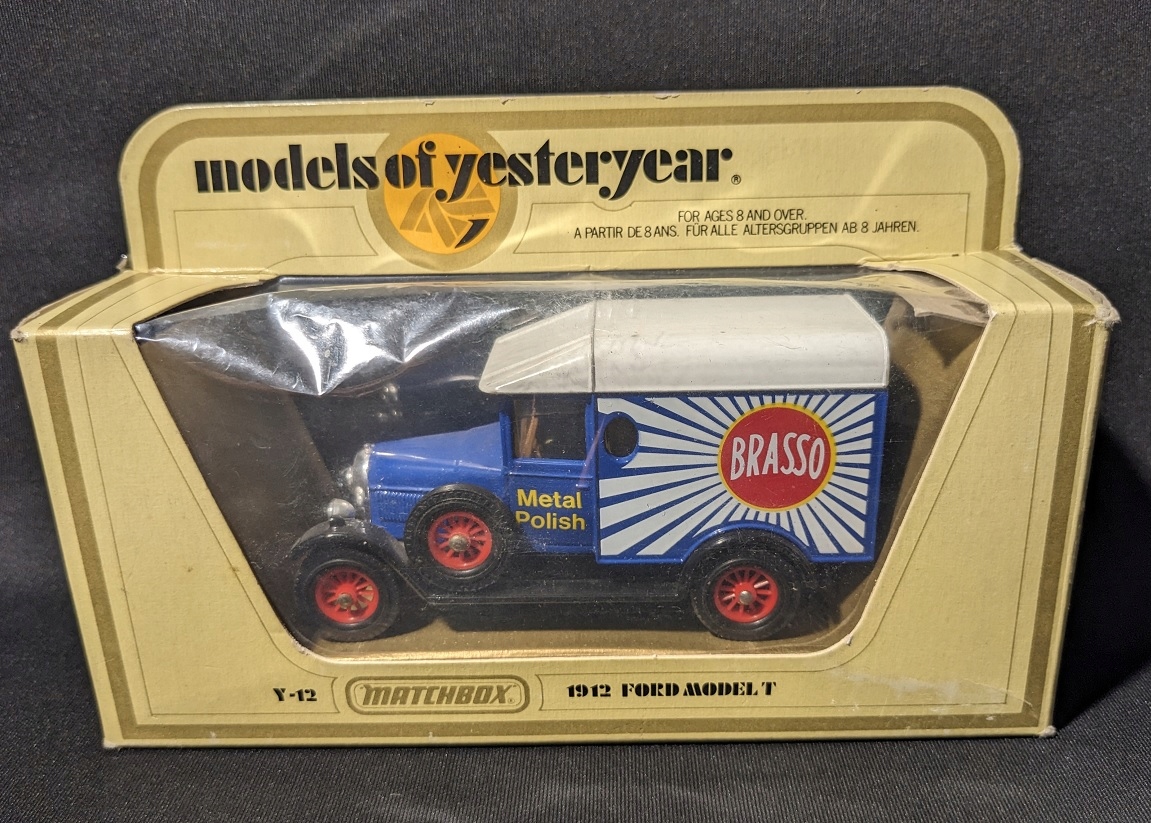 models of yesteryear®
FOR AGES 8 AND OVER.
A PARTIR DE 8 ANS. FÜR ALLE ALTERSGRUPPEN AB 8 JAHREN.
BRASSO
Metal
Polish
Y-12 MATCHBOX® 1912 FORD MODEL T